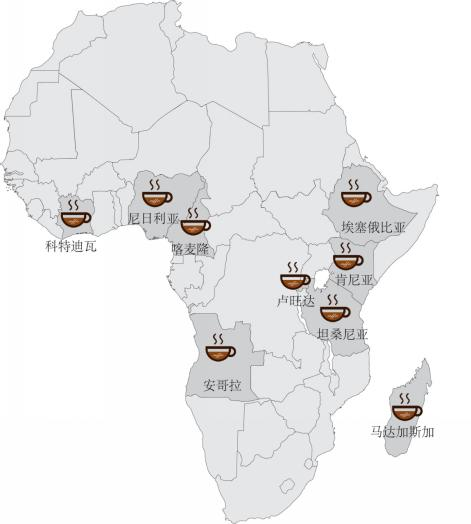 尼日利亚
埃塞俄比亚
科特迪瓦
喀麦隆
肯尼亚
卢旺达
坦桑尼亚
安哥拉
马达加斯加